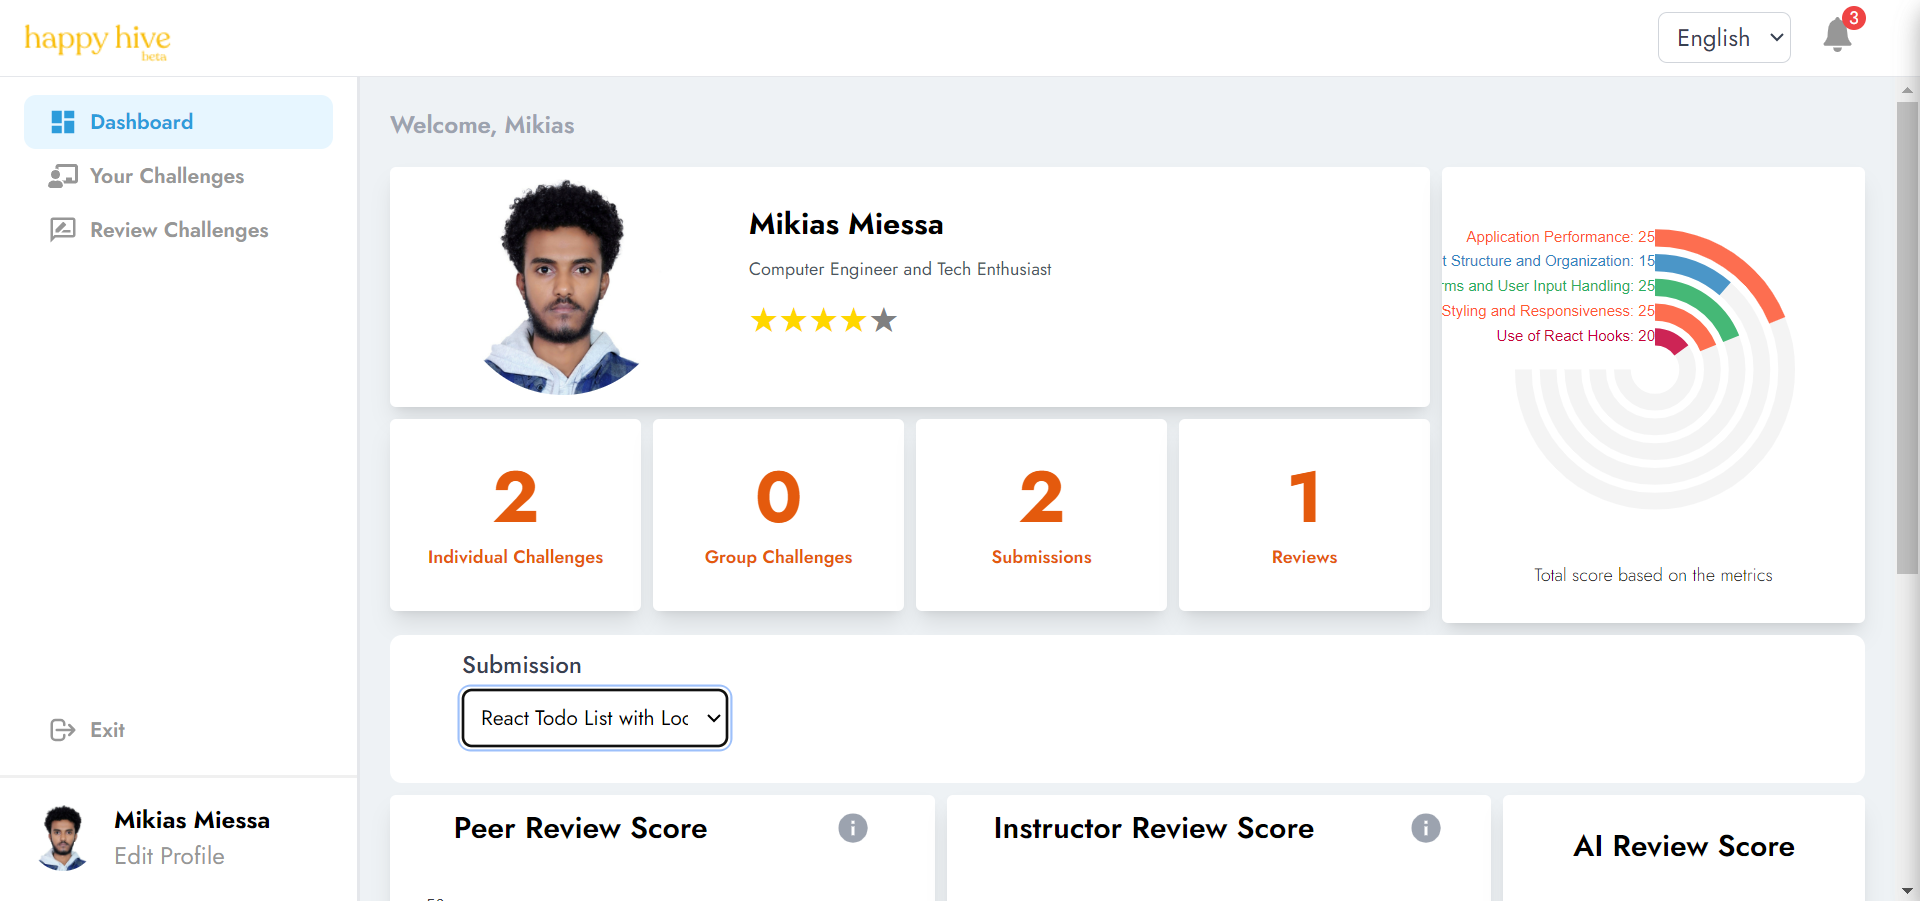 happy hive
beta
English
3
Dashboard
Your Challenges
Review Challenges
Exit
Mikias Miessa
Edit Profile
Welcome, Mikias
Mikias Miessa
Computer Engineer and Tech Enthusiast
2
Individual Challenges
0
Group Challenges
2
Submissions
1
Reviews
Application Performance: 25
t Structure and Organization: 15
rms and User Input Handling: 25
Styling and Responsiveness: 25
Use of React Hooks: 20
Total score based on the metrics
Submission
React Todo List with Loc
Peer Review Score
Instructor Review Score
AI Review Score